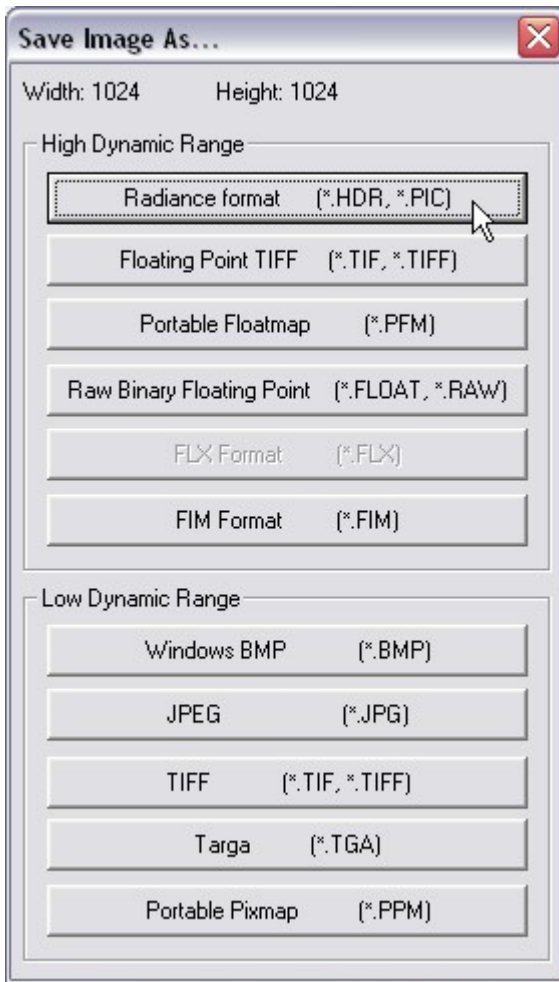 Save Image As...
Width: 1024 Height: 1024
High Dynamic Range
Radiance format (*.HDR, *.PIC)
Floating Point TIFF (*.TIF, *.TIFF)
Portable Floatmap (*.PFM)
Raw Binary Floating Point (*.FLOAT, *.RAW)
FLX Format (*.FLX)
FIM Format (*.FIM)
Low Dynamic Range
Windows BMP (*.BMP)
JPEG (*.JPG)
TIFF (*.TIF, *.TIFF)
Targa (*.TGA)
Portable Pixmap (*.PPM)